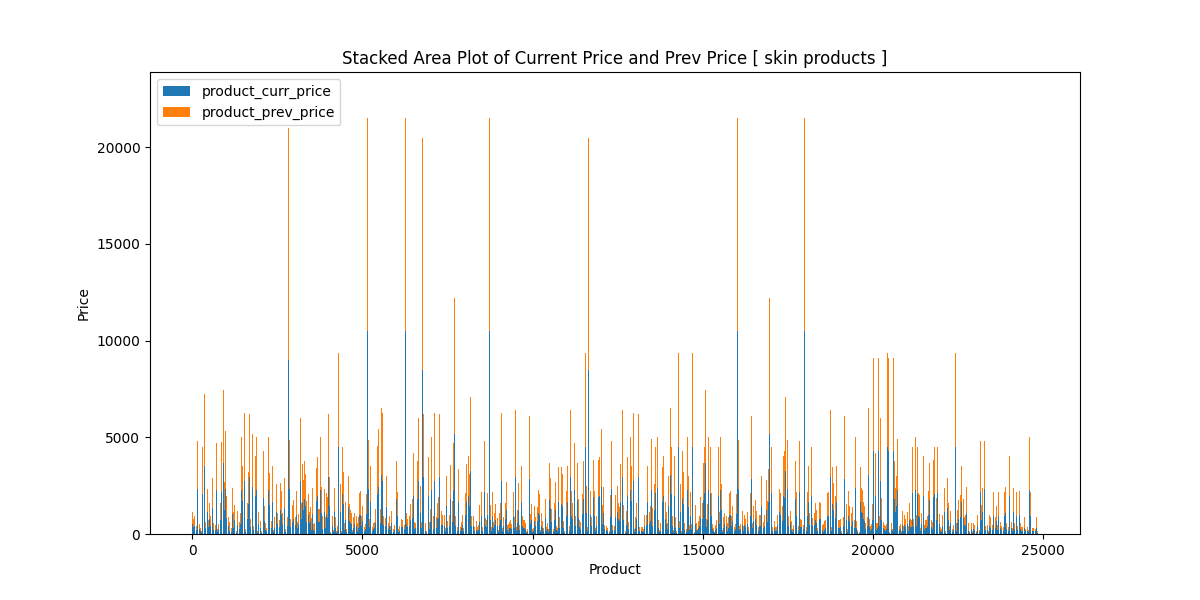 Stacked Area Plot of Current Price and Prev Price [ skin products ]
product_curr_price
product_prev_price
Price
20000
15000
10000
5000
0
0 5000 10000 15000 20000 25000
Product